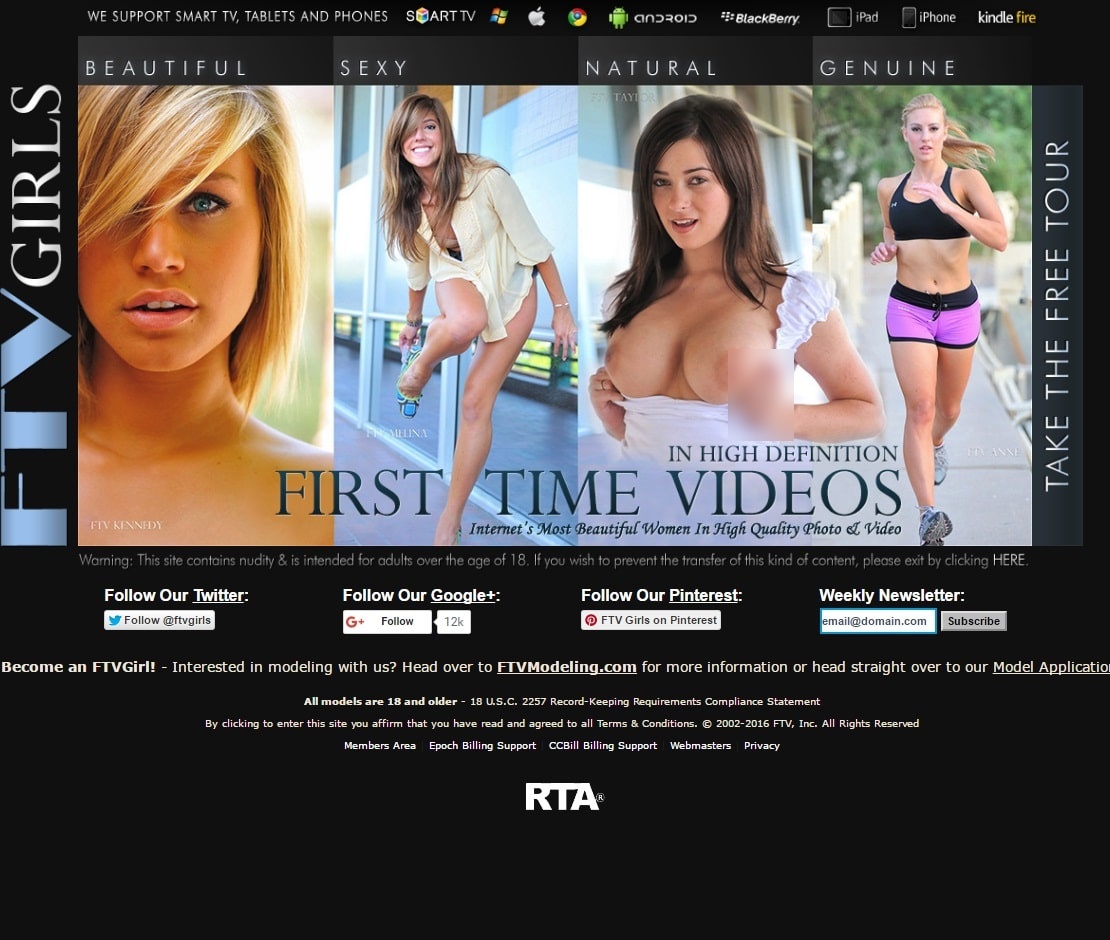 WE SUPPORT SMART TV, TABLETS AND PHONES SMART TV ANDROID BlackBerry. iPad iPhone kindle fire
BEAUTIFUL SEXY NATURAL GENUINE
FTV GIRLS
FTV TAYLOR
TAKE THE FREE TOUR
FTV MELINA
FTV ANNE
IN HIGH DEFINITION
FIRST TIME VIDEOS
FTV KENNEDY
Internet's Most Beautiful Women In High Quality Photo & Video
Warning: This site contains nudity & is intended for adults over the age of 18. If you wish to prevent the transfer of this kind of content, please exit by clicking HERE.
Follow Our Twitter: Follow Our Google+: Follow Our Pinterest: Weekly Newsletter:
Follow @ftvgirls G+ Follow 12k FTV Girls on Pinterest email@domain.com Subscribe
Become an FTVGirl! - Interested in modeling with us? Head over to FTVModeling.com for more information or head straight over to our Model Applicatio
All models are 18 and older - 18 U.S.C. 2257 Record-Keeping Requirements Compliance Statement
By clicking to enter this site you affirm that you have read and agreed to all Terms & Conditions. © 2002-2016 FTV, Inc. All Rights Reserved
Members Area | Epoch Billing Support | CCBill Billing Support | Webmasters | Privacy
RTA®